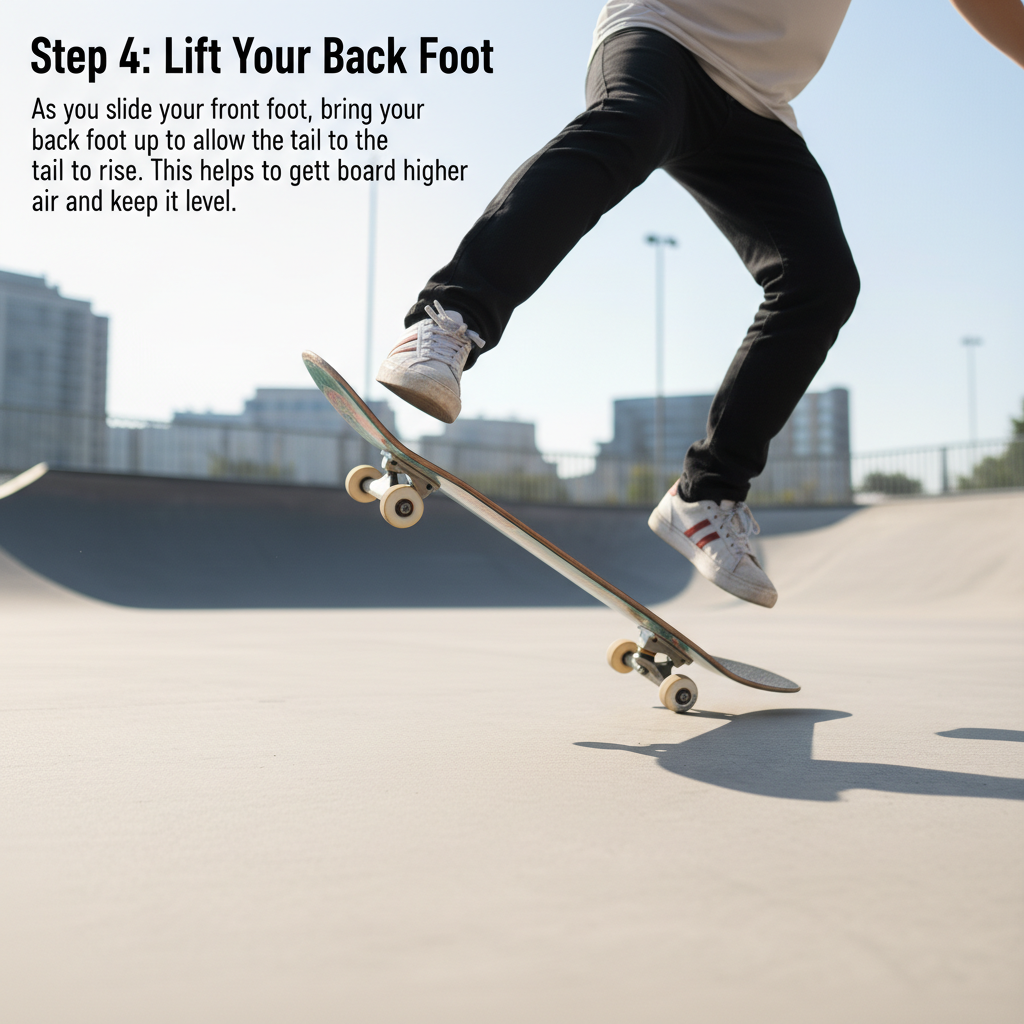 Step 4: Lift Your Back Foot
As you slide your front foot, bring your
back foot up to allow the tail to the
tail to rise. This helps to gett board higher
air and keep it level.